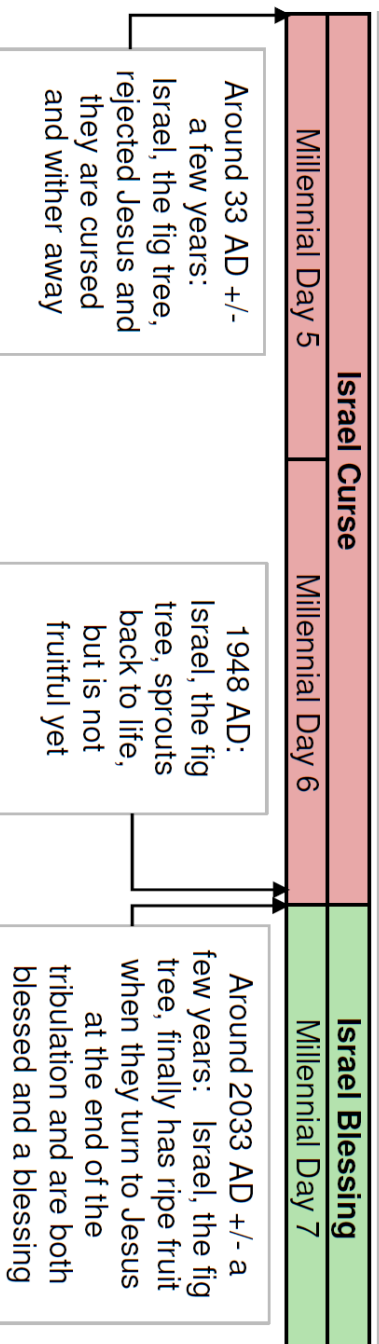 Israel Curse
Israel Blessing
Millennial Day 5
Millennial Day 6
Millennial Day 7
Around 33 AD +/-
a few years:
Israel, the fig tree,
rejected Jesus and
they are cursed
and wither away
1948 AD:
Israel, the fig
tree, sprouts
back to life,
but is not
fruitful yet
Around 2033 AD +/- a
few years:  Israel, the fig
tree, finally has ripe fruit
when they turn to Jesus
at the end of the
tribulation and are both
blessed and a blessing